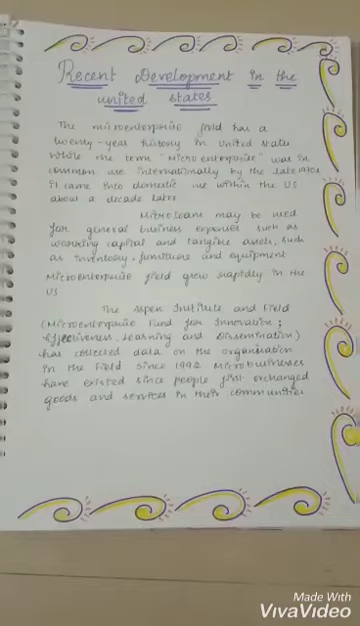 Recent Development in the
united states
The microenterprise field has a
twenty-year history in united states
While the term "Microenterprise" was in
common use internationally by the late 1970s
it came into domestic use within the US
about a decade later
Microloans may be used
for general business expenses such as
working capital and tangible assets, such
as inventory, furniture and equipment
Microenterprise field grew rapidly in the
US
The Aspen Institute and Field
(Microenterprise Fund for Innovation;
Effectiveness, Learning and Dissemination)
has collected data on the organisation
in the Field since 1992 Microbusinesses
have existed since people first exchanged
goods and services in their communities
Made With
VivaVideo